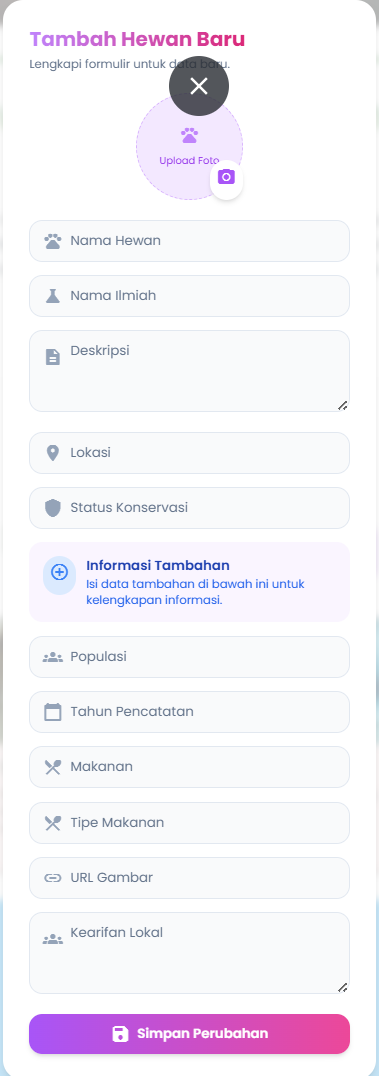 Tambah Hewan Baru
Lengkapi formulir untuk data baru.
Upload Foto
Nama Hewan
Nama Ilmiah
Deskripsi
Lokasi
Status Konservasi
Informasi Tambahan
Isi data tambahan di bawah ini untuk
kelengkapan informasi.
Populasi
Tahun Pencatatan
Makanan
Tipe Makanan
URL Gambar
Kearifan Lokal
Simpan Perubahan